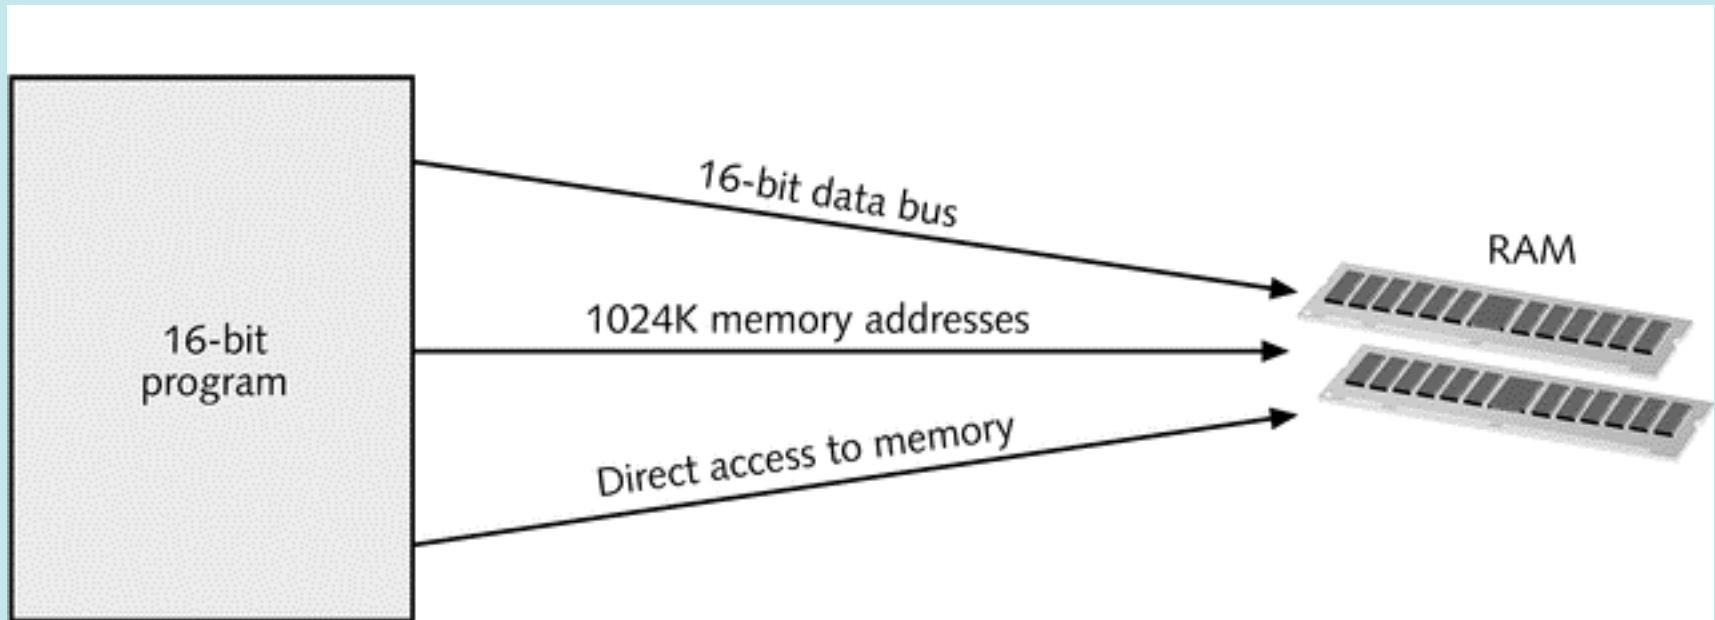 16-bit data bus
RAM
1024K memory addresses
16-bit
program
Direct access to memory